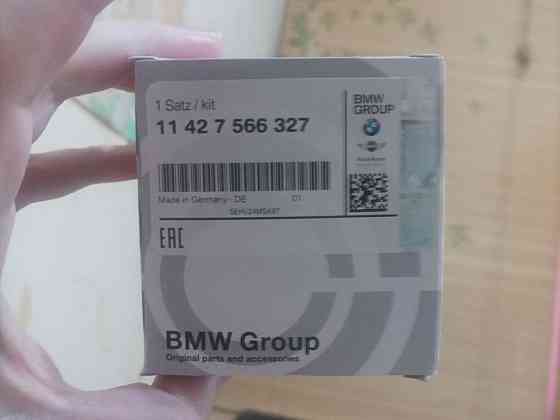 1 Satz / kit
11 42 7 566 327
BMW
GROUP
Made in Germany - DE 01
EAC
BMW Group
Original parts and accessories